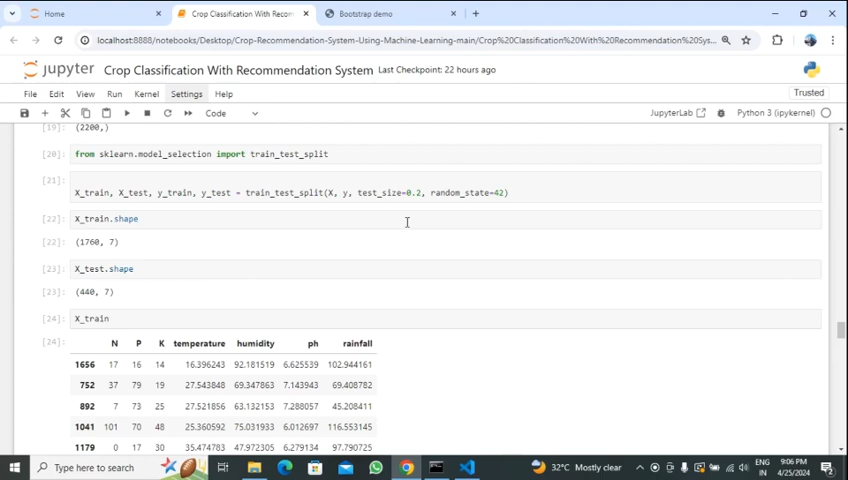 Home
Crop Classification With Recom
Bootstrap demo
localhost:8888/notebooks/Desktop/Crop-Recommendation-System-Using-Machine-Learning-main/Crop%20Classification%20With%20Recommendation%20Sys...
jupyter Crop Classification With Recommendation System Last Checkpoint: 22 hours ago
File Edit View Run Kernel Settings Help
Trusted
Code
JupyterLab
Python 3 (ipykernel)
[19]: (2200,)
[20]: from sklearn.model_selection import train_test_split
[21]:
X_train, X_test, y_train, y_test = train_test_split(X, y, test_size=0.2, random_state=42)
[22]: X_train.shape
[22]: (1760, 7)
[23]: X_test.shape
[23]: (440, 7)
[24]: X_train
[24]: N P K temperature humidity ph rainfall
1656 17 16 14 16.396243 92.181519 6.625539 102.944161
752 37 79 19 27.543848 69.347863 7.143943 69.408782
892 7 73 25 27.521856 63.132153 7.288057 45.208411
1041 101 70 48 25.360592 75.031933 6.012697 116.553145
1179 0 17 30 35.474783 47.972305 6.279134 97.790725
Type here to search
32°C Mostly clear
ENG
IN
9:06 PM
4/25/2024
2